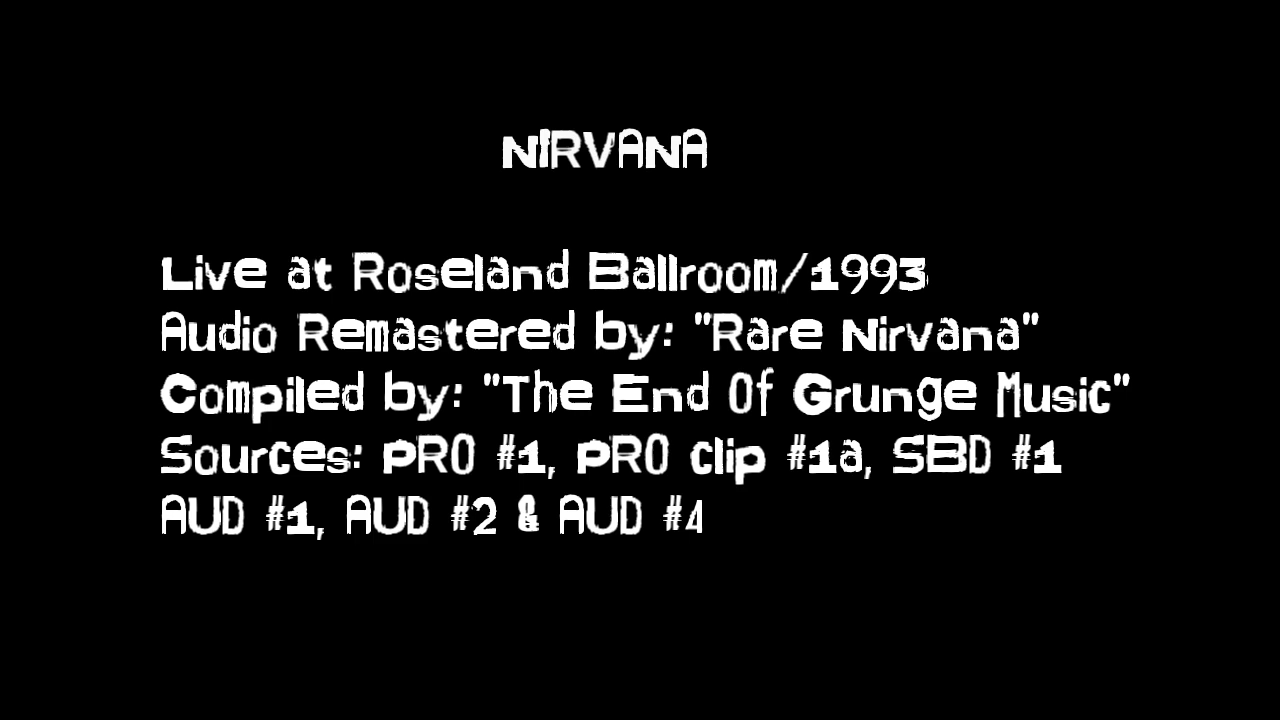 NiRVANA
Live at Roseland Ballroom/1993
Audio Remastered by: "Rare Nirvana"
Compiled by: "The End Of Grunge Music"
Sources: PRO #1, PRO clip #1a, SBD #1
AUD #1, AUD #2 & AUD #4